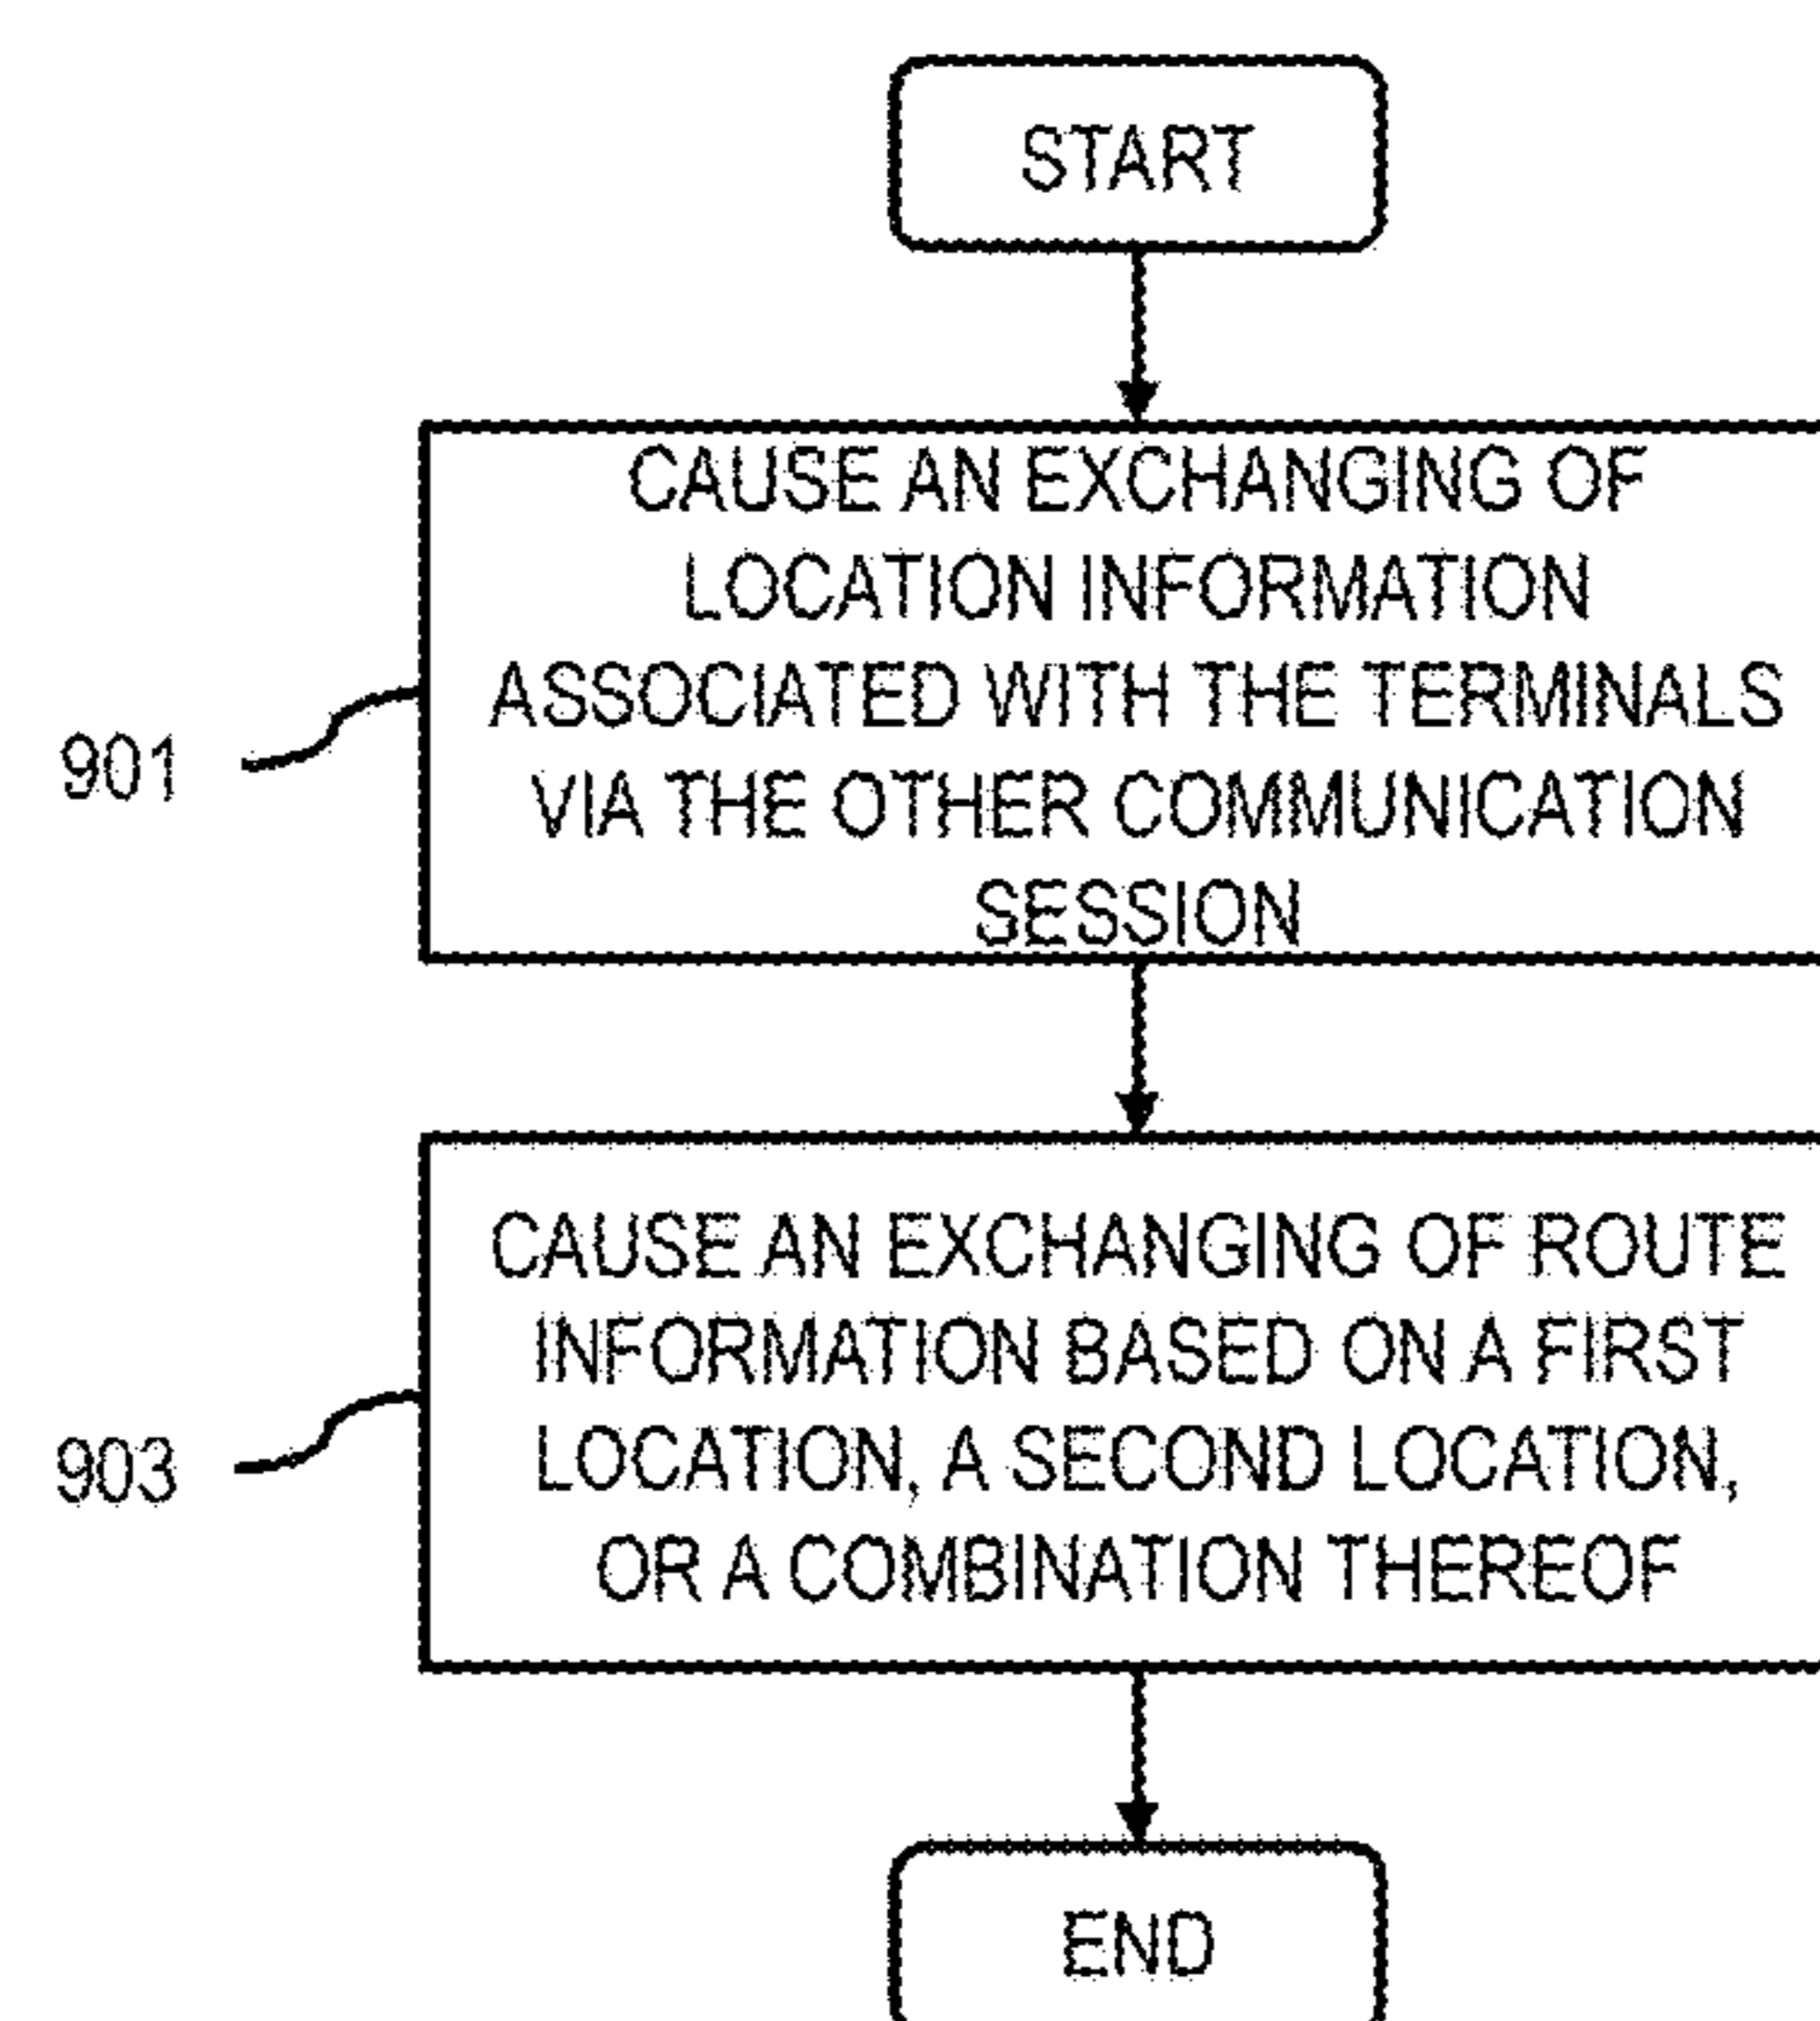 START
CAUSE AN EXCHANGING OF
LOCATION INFORMATION
ASSOCIATED WITH THE TERMINALS
VIA THE OTHER COMMUNICATION
SESSION
901
CAUSE AN EXCHANGING OF ROUTE
INFORMATION BASED ON A FIRST
LOCATION, A SECOND LOCATION,
OR A COMBINATION THEREOF
903
END